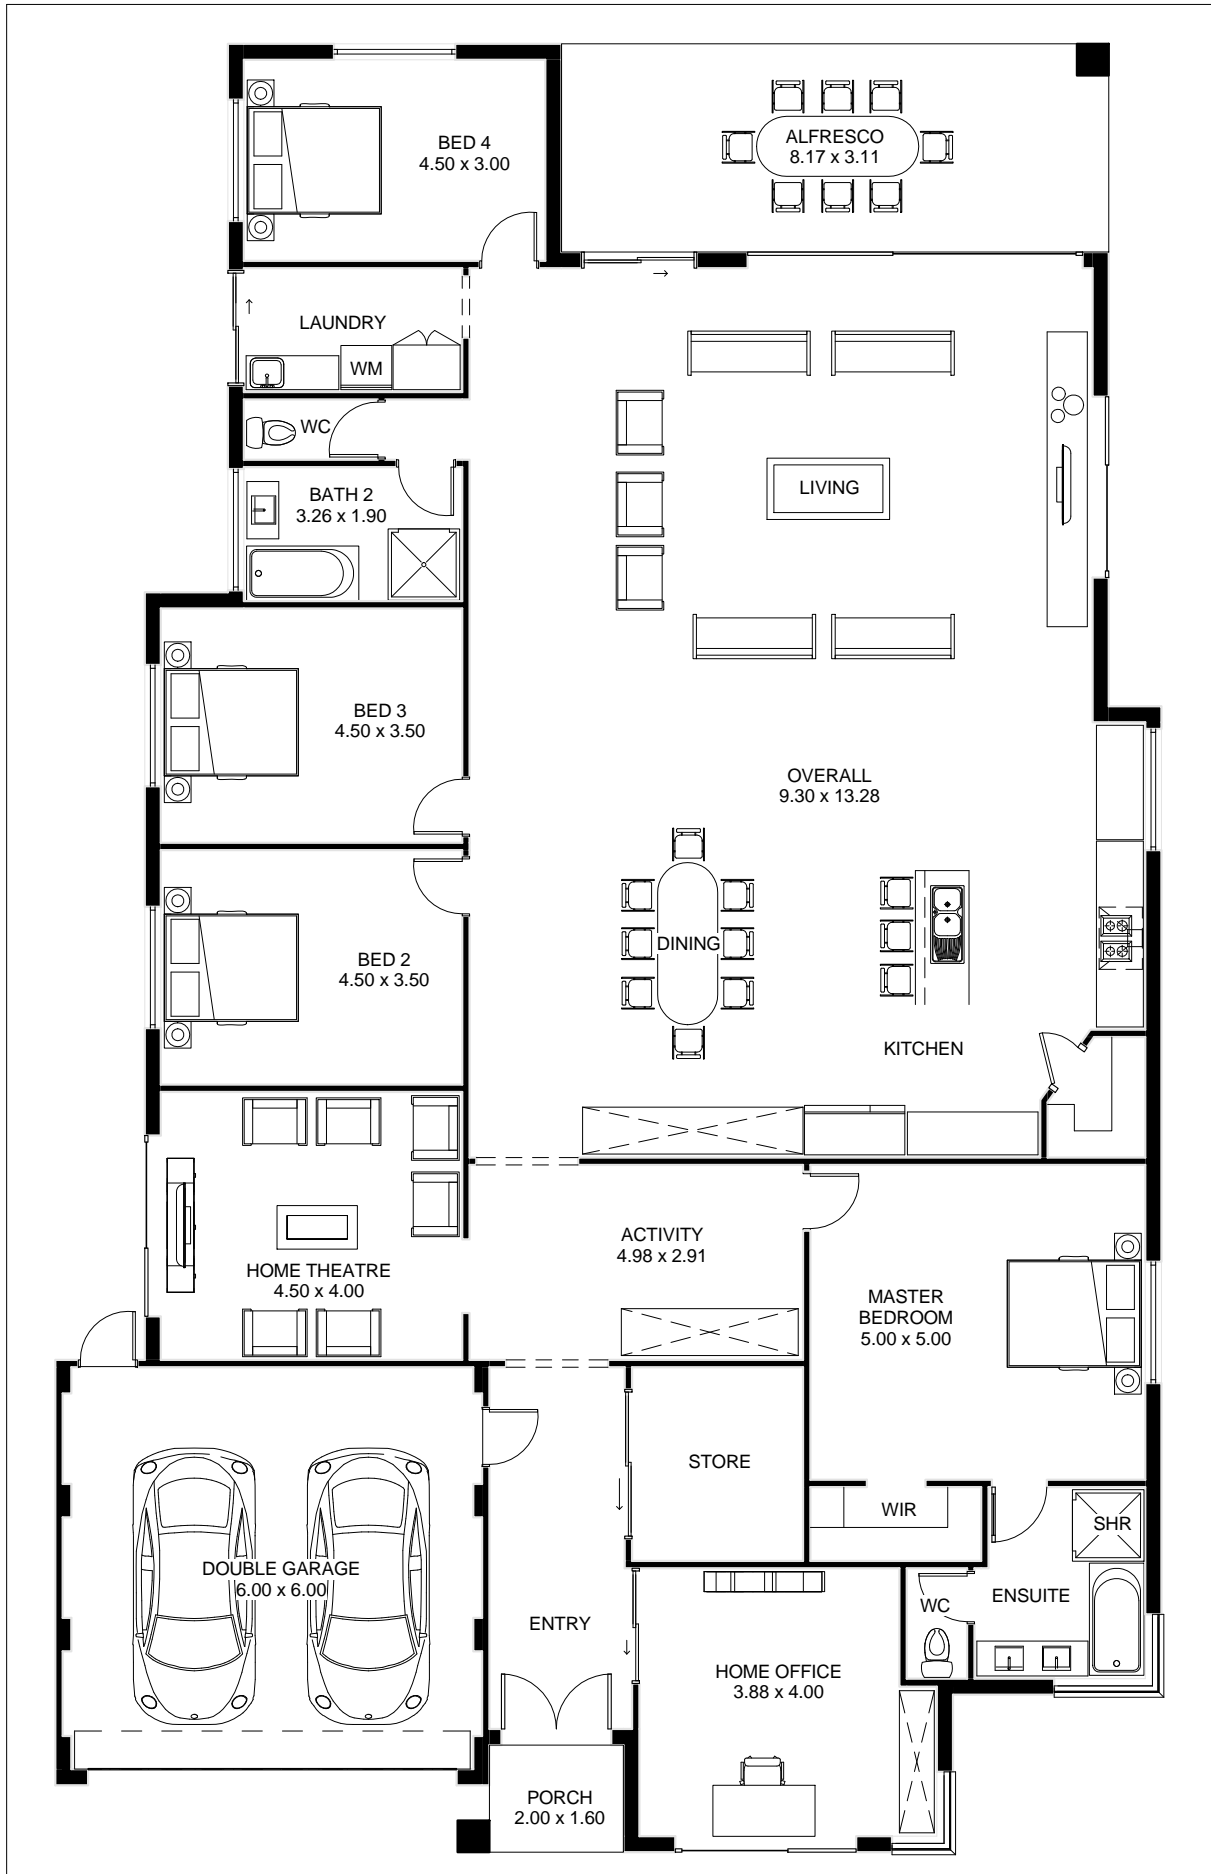 BED 4
4.50 x 3.00
ALFRESCO
8.17 x 3.11
LAUNDRY
WM
WC
BATH 2
3.26 x 1.90
LIVING
BED 3
4.50 x 3.50
OVERALL
9.30 x 13.28
BED 2
4.50 x 3.50
DINING
KITCHEN
ACTIVITY
4.98 x 2.91
HOME THEATRE
4.50 x 4.00
MASTER
BEDROOM
5.00 x 5.00
STORE
WIR
SHR
DOUBLE GARAGE
6.00 x 6.00
ENTRY
WC
ENSUITE
HOME OFFICE
3.88 x 4.00
PORCH
2.00 x 1.60